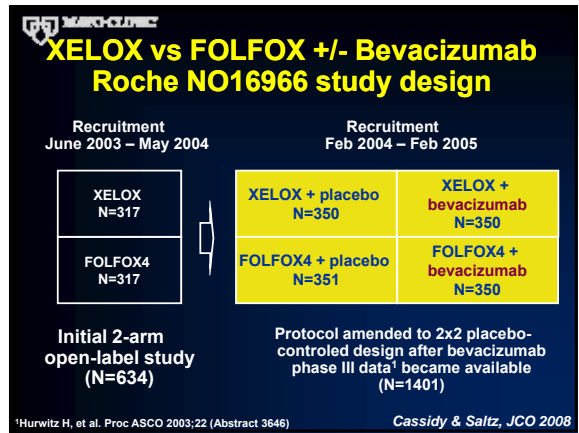 MAYO CLINIC
XELOX vs FOLFOX +/- Bevacizumab
Roche NO16966 study design
Recruitment
June 2003 – May 2004
Recruitment
Feb 2004 – Feb 2005
XELOX
N=317
FOLFOX4
N=317
XELOX + placebo
N=350
XELOX +
bevacizumab
N=350
FOLFOX4 + placebo
N=351
FOLFOX4 +
bevacizumab
N=350
Initial 2-arm
open-label study
(N=634)
Protocol amended to 2x2 placebo-
controled design after bevacizumab
phase III data¹ became available
(N=1401)
¹Hurwitz H, et al. Proc ASCO 2003;22 (Abstract 3646)
Cassidy & Saltz, JCO 2008